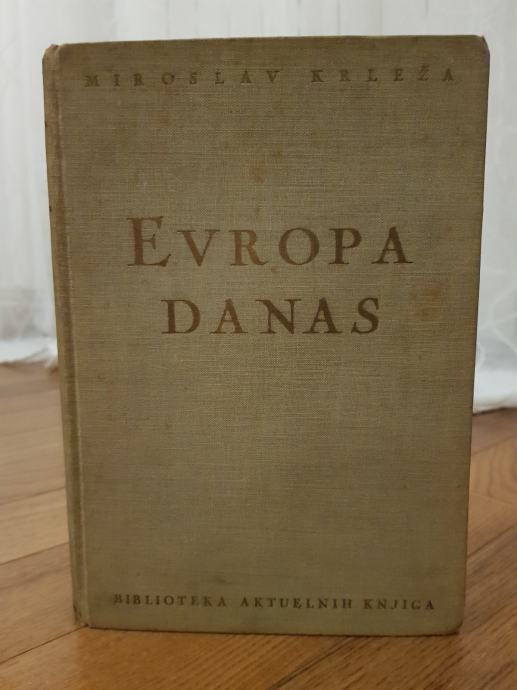 MIROSLAV KRLEŽA
EVROPA
DANAS
BIBLIOTEKA AKTUELNIH KNJIGA